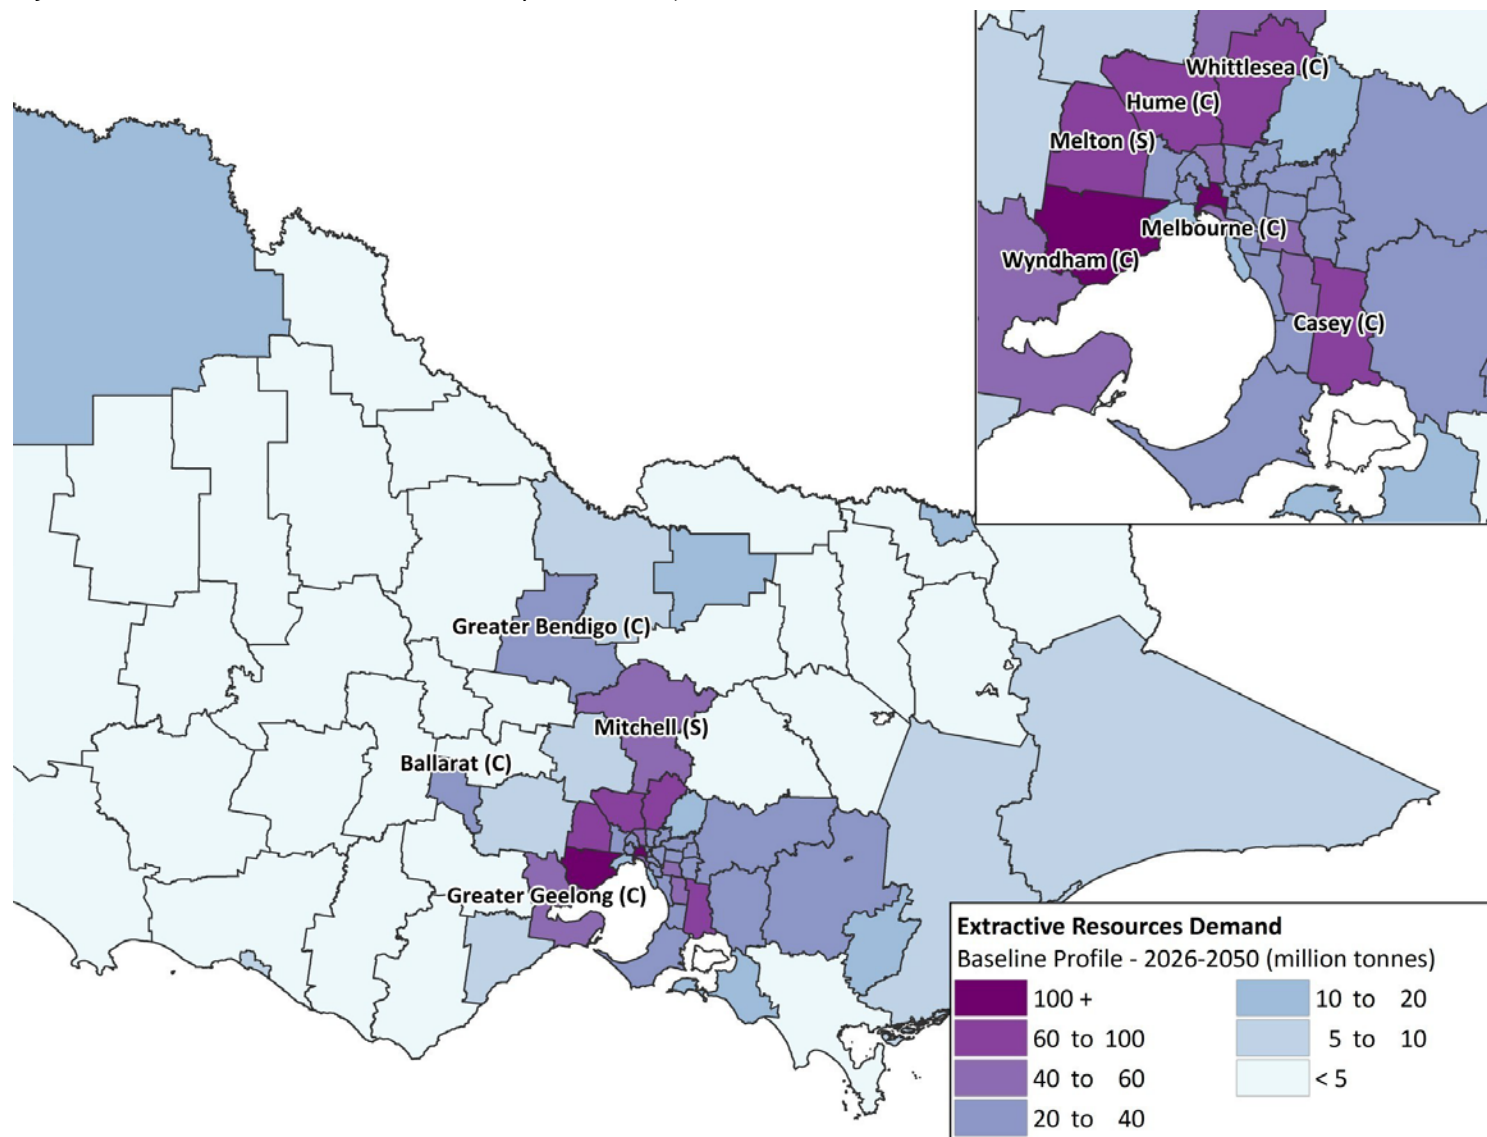 Whittlesea (C)
Hume (C)
Melton (S)
Melbourne (C)
Wyndham (C)
Casey (C)
Greater Bendigo (C)
Mitchell (S)
Ballarat (C)
Greater Geelong (C)
Extractive Resources Demand
Baseline Profile - 2026-2050 (million tonnes)
100 +
60 to 100
40 to 60
20 to 40
10 to 20
5 to 10
< 5